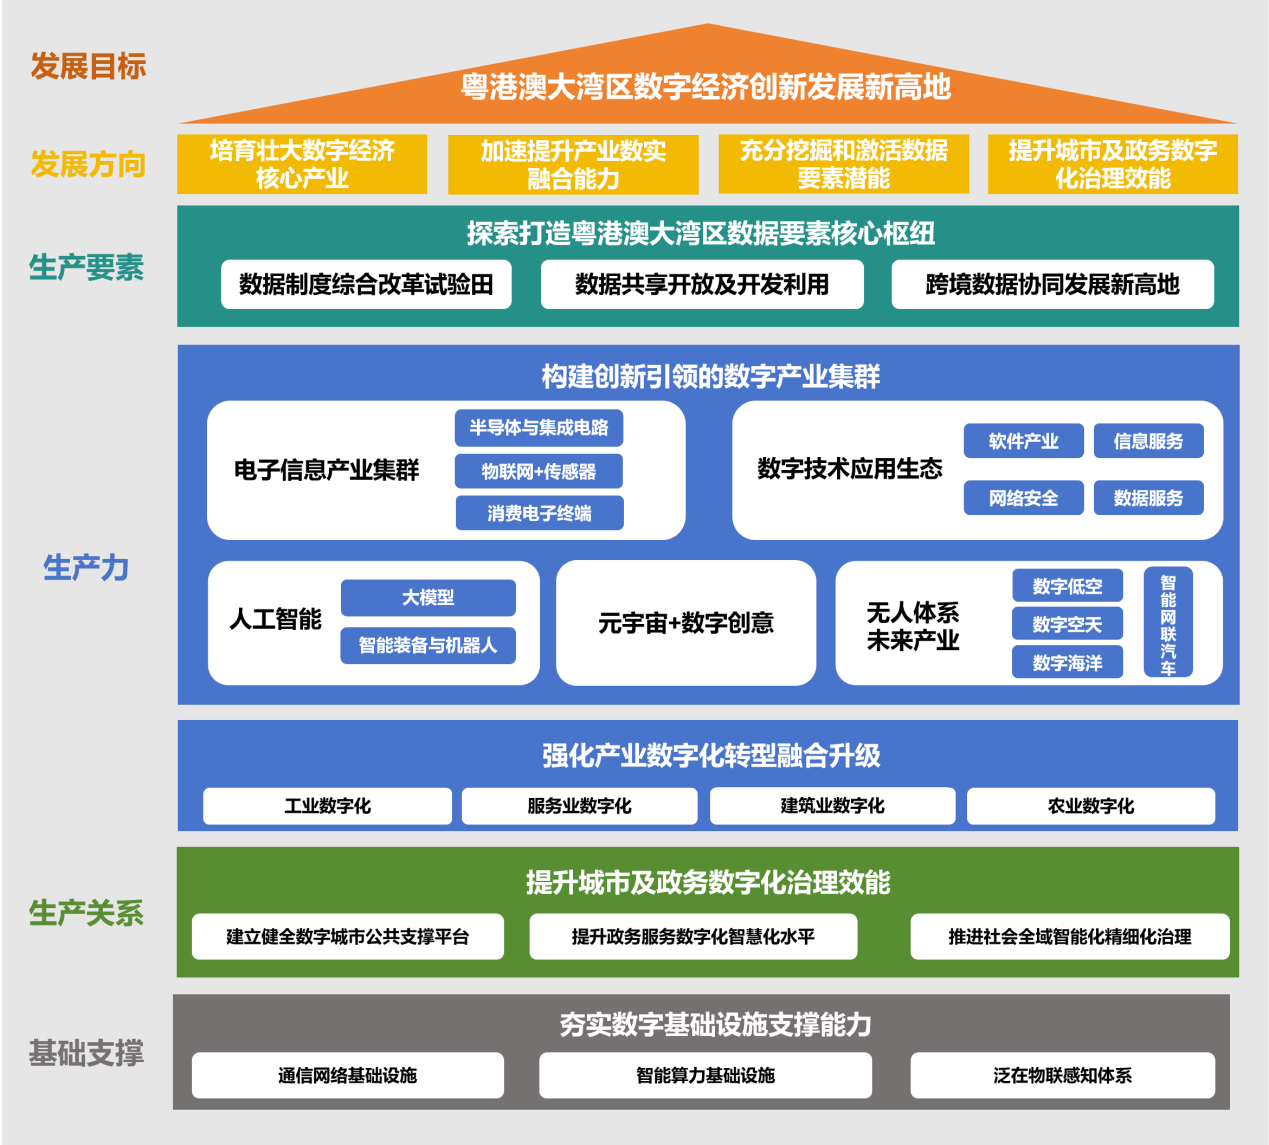 发展目标
粤港澳大湾区数字经济创新发展新高地
发展方向
培育壮大数字经济
核心产业
加速提升产业数实
融合能力
充分挖掘和激活数据
要素潜能
提升城市及政务数字
化治理效能
生产要素
探索打造粤港澳大湾区数据要素核心枢纽
数据制度综合改革试验田
数据共享开放及开发利用
跨境数据协同发展新高地
生产力
构建创新引领的数字产业集群
电子信息产业集群
半导体与集成电路
物联网+传感器
消费电子终端
数字技术应用生态
软件产业
信息服务
网络安全
数据服务
人工智能
大模型
智能装备与机器人
元宇宙+数字创意
无人体系
未来产业
数字低空
数字空天
数字海洋
智能网联汽车
强化产业数字化转型融合升级
工业数字化
服务业数字化
建筑业数字化
农业数字化
生产关系
提升城市及政务数字化治理效能
建立健全数字城市公共支撑平台
提升政务服务数字化智慧化水平
推进社会全域智能化精细化治理
基础支撑
夯实数字基础设施支撑能力
通信网络基础设施
智能算力基础设施
泛在物联感知体系